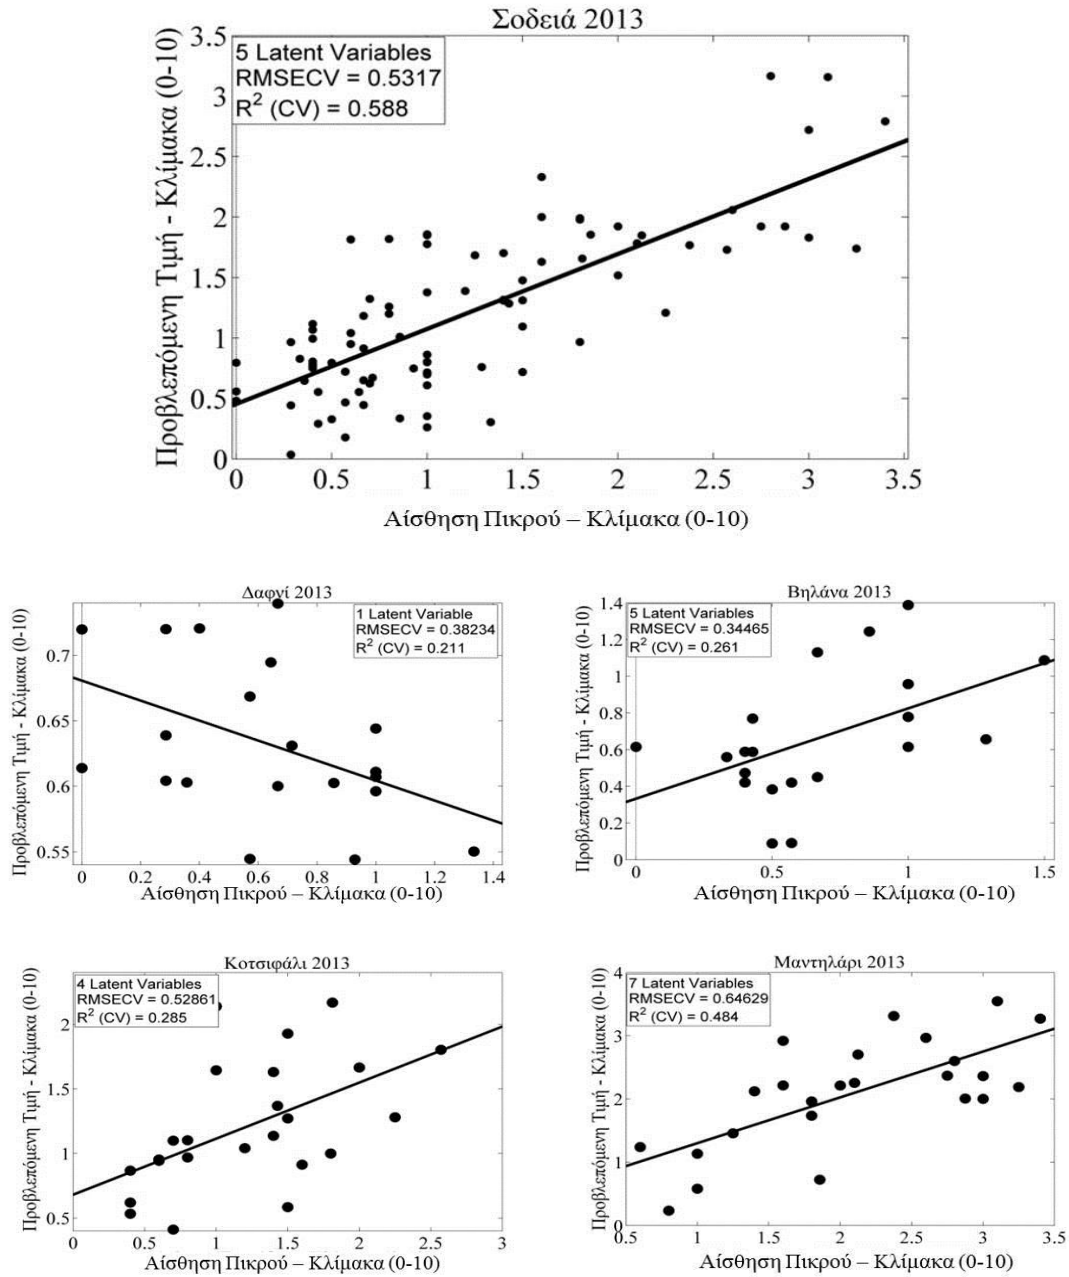 Σοδειά 2013
5 Latent Variables
RMSECV = 0.5317
R² (CV) = 0.588
Προβλεπόμενη Τιμή - Κλίμακα (0-10)
3.5
3
2.5
2
1.5
1
0.5
0
0 0.5 1 1.5 2 2.5 3 3.5
Αίσθηση Πικρού – Κλίμακα (0-10)
Δαφνί 2013
1 Latent Variable
RMSECV = 0.38234
R² (CV) = 0.211
Προβλεπόμενη Τιμή - Κλίμακα (0-10)
0.7
0.65
0.6
0.55
0 0.2 0.4 0.6 0.8 1 1.2 1.4
Αίσθηση Πικρού – Κλίμακα (0-10)
Βηλάνα 2013
5 Latent Variables
RMSECV = 0.34465
R² (CV) = 0.261
Προβλεπόμενη Τιμή - Κλίμακα (0-10)
1.4
1.2
1
0.8
0.6
0.4
0.2
0
0 0.5 1 1.5
Αίσθηση Πικρού – Κλίμακα (0-10)
Κοτσιφάλι 2013
4 Latent Variables
RMSECV = 0.52861
R² (CV) = 0.285
Προβλεπόμενη Τιμή - Κλίμακα (0-10)
2
1.5
1
0.5
0 0.5 1 1.5 2 2.5 3
Αίσθηση Πικρού – Κλίμακα (0-10)
Μαντηλάρι 2013
7 Latent Variables
RMSECV = 0.64629
R² (CV) = 0.484
Προβλεπόμενη Τιμή - Κλίμακα (0-10)
4
3
2
1
0
0.5 1 1.5 2 2.5 3 3.5
Αίσθηση Πικρού – Κλίμακα (0-10)